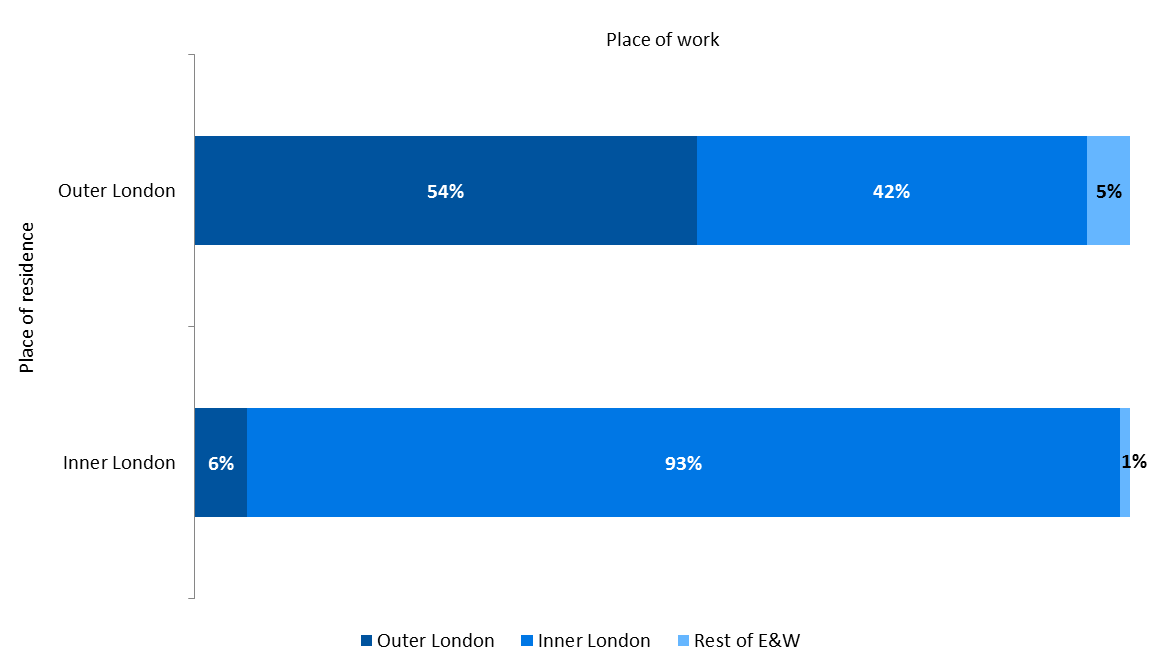 Place of work
Place of residence
Outer London
54%
42%
5%
Inner London
6%
93%
1%
Outer London
Inner London
Rest of E&W